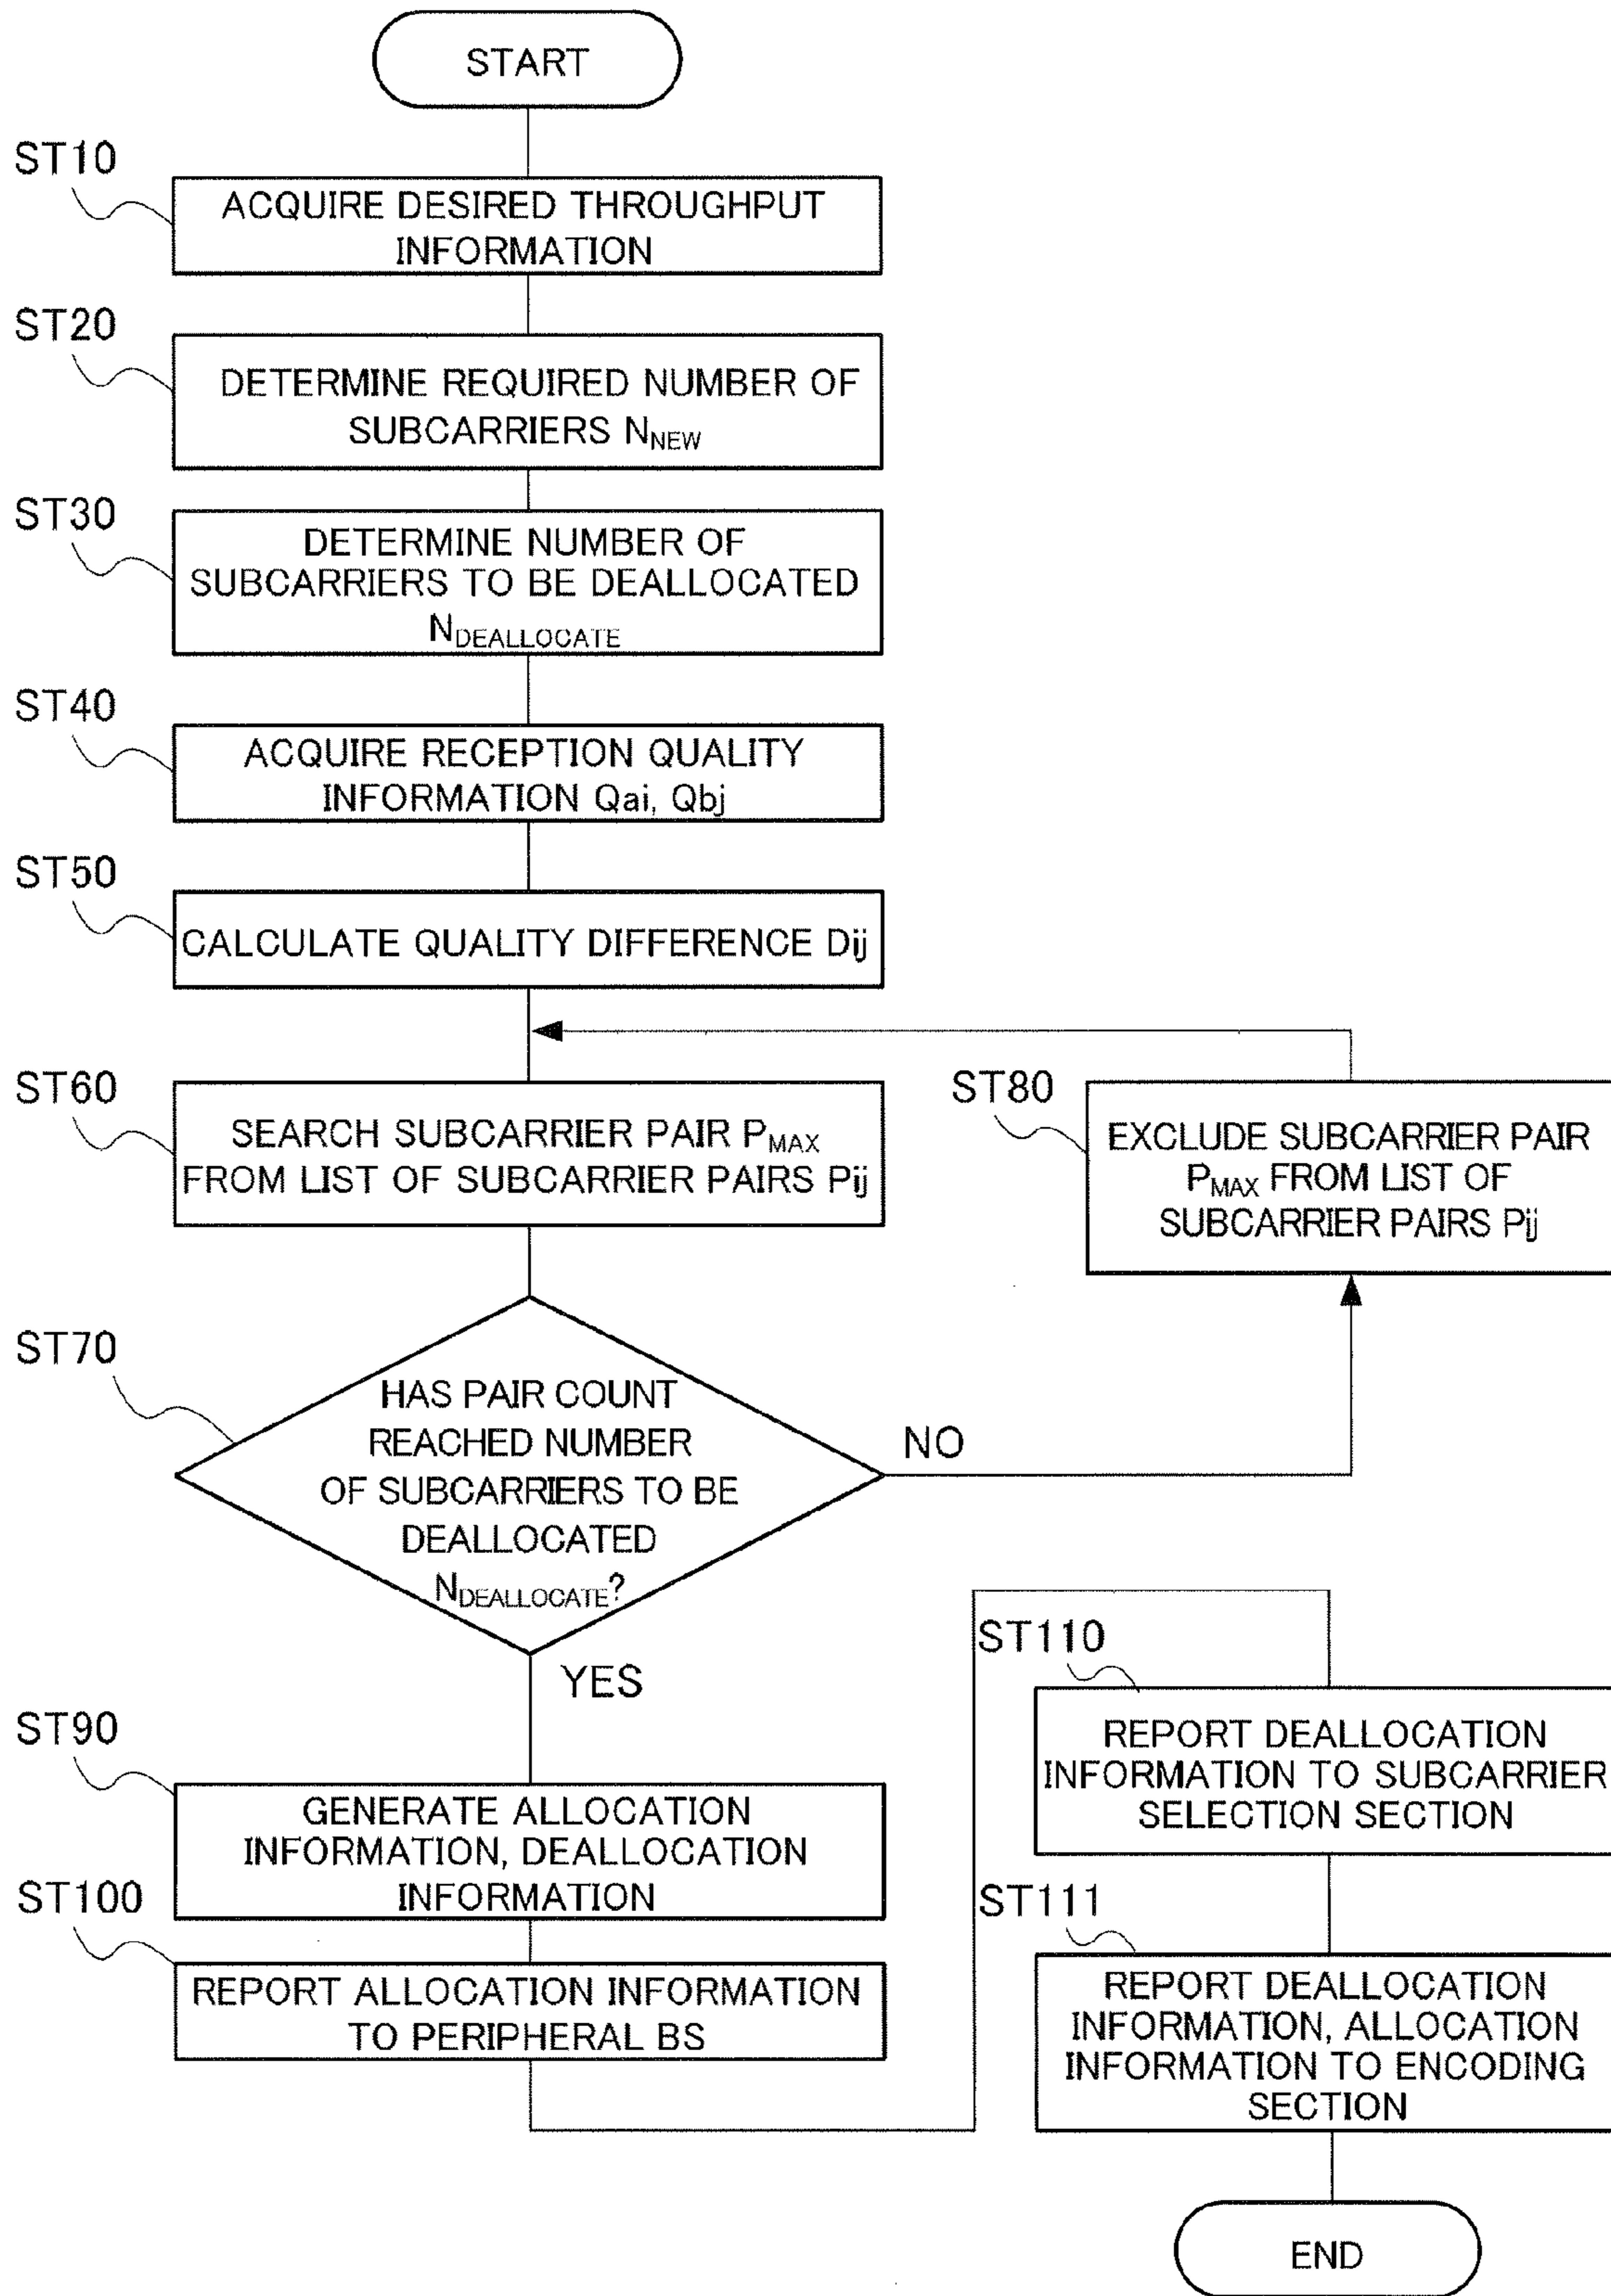 START
ST10
ACQUIRE DESIRED THROUGHPUT
INFORMATION
ST20
DETERMINE REQUIRED NUMBER OF
SUBCARRIERS N_NEW
ST30
DETERMINE NUMBER OF
SUBCARRIERS TO BE DEALLOCATED
N_DEALLOCATE
ST40
ACQUIRE RECEPTION QUALITY
INFORMATION Qai, Qbj
ST50
CALCULATE QUALITY DIFFERENCE Dij
ST60
SEARCH SUBCARRIER PAIR P_MAX
FROM LIST OF SUBCARRIER PAIRS Pij
ST80
EXCLUDE SUBCARRIER PAIR
P_MAX FROM LIST OF
SUBCARRIER PAIRS Pij
ST70
HAS PAIR COUNT
REACHED NUMBER
OF SUBCARRIERS TO BE
DEALLOCATED
N_DEALLOCATE?
NO
YES
ST90
GENERATE ALLOCATION
INFORMATION, DEALLOCATION
INFORMATION
ST100
REPORT ALLOCATION INFORMATION
TO PERIPHERAL BS
ST110
REPORT DEALLOCATION
INFORMATION TO SUBCARRIER
SELECTION SECTION
ST111
REPORT DEALLOCATION
INFORMATION, ALLOCATION
INFORMATION TO ENCODING
SECTION
END